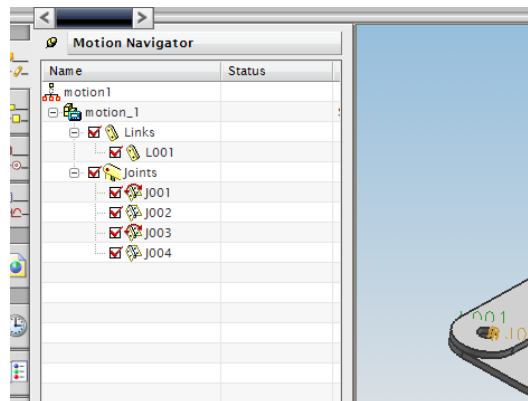 Motion Navigator
Name Status
motion1
motion_1
Links
L001
Joints
J001
J002
J003
J004